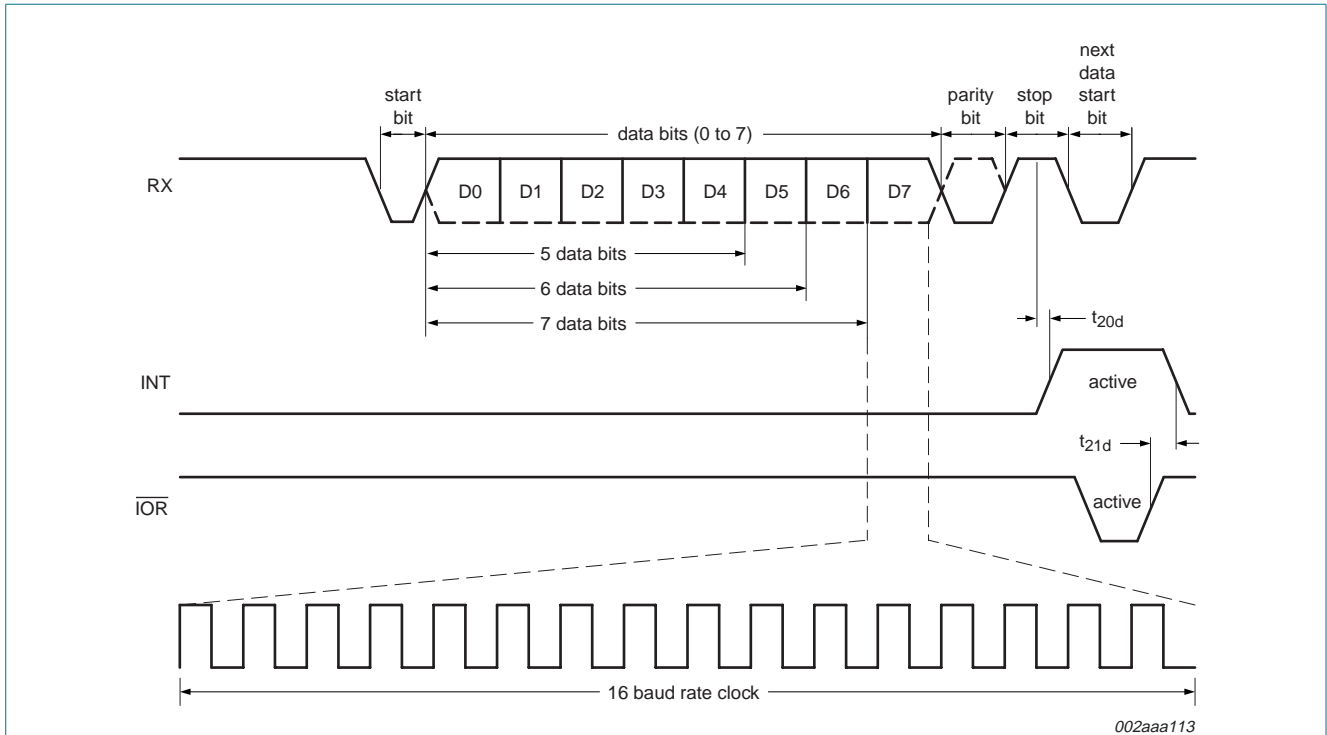 next
data
start
bit
start
bit
parity
bit
stop
bit
data bits (0 to 7)
RX
D0 D1 D2 D3 D4 D5 D6 D7
5 data bits
6 data bits
7 data bits
t20d
INT
active
t21d
IOR
active
16 baud rate clock
002aaa113